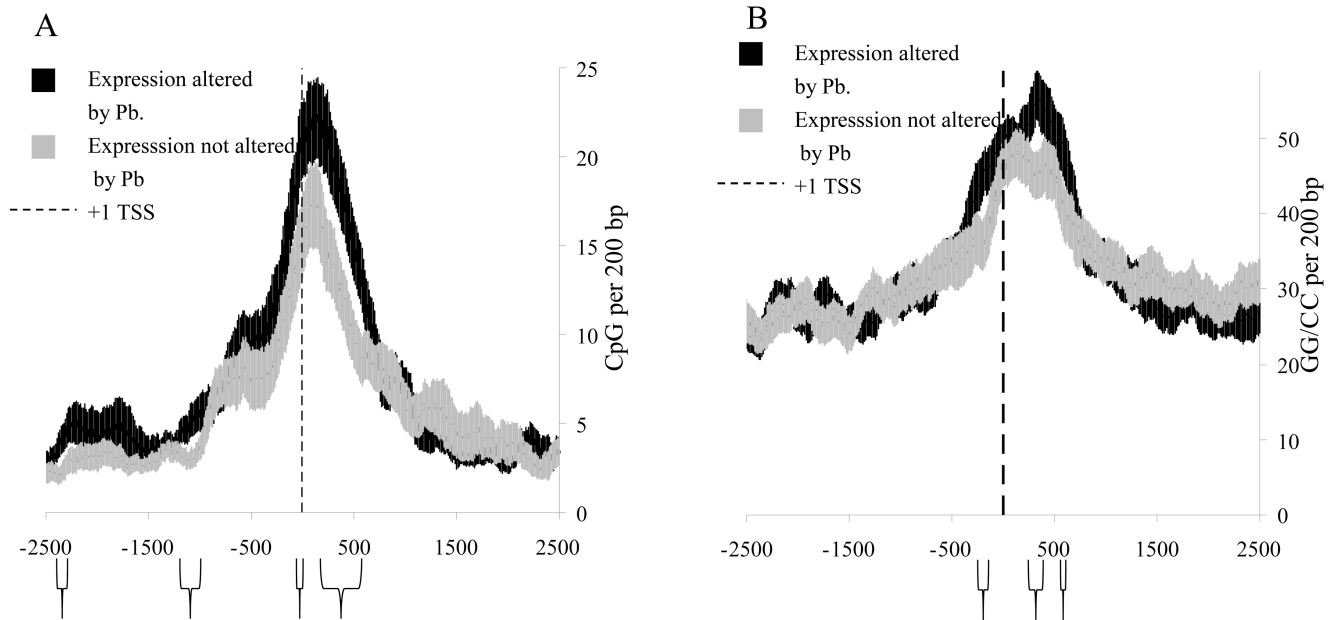 A
Expression altered
by Pb.
Expresssion not altered
by Pb
+1 TSS
25
20
15
10
5
0
CpG per 200 bp
-2500 -1500 -500 500 1500 2500
B
Expression altered
by Pb.
Expresssion not altered
by Pb
+1 TSS
50
40
30
20
10
0
GG/CC per 200 bp
-2500 -1500 -500 500 1500 2500